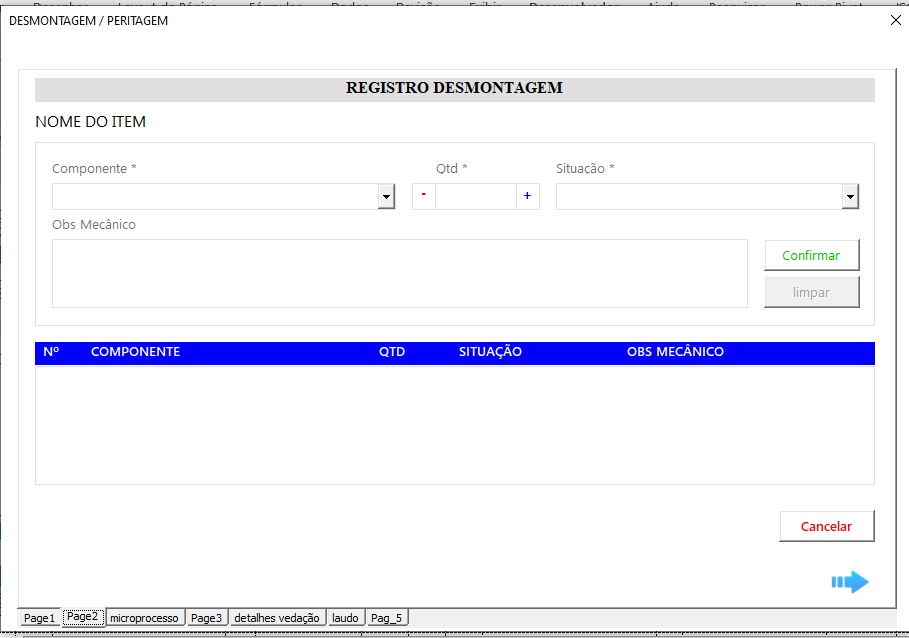 DESMONTAGEM / PERITAGEM
REGISTRO DESMONTAGEM
NOME DO ITEM
Componente * Qtd * Situacão *
- +
Obs Mecânico
Confirmar
limpar
Nº COMPONENTE QTD SITUAÇÃO OBS MECÂNICO
Cancelar
Page1 Page2 microprocesso Page3 detalhes vedação laudo Pag_5